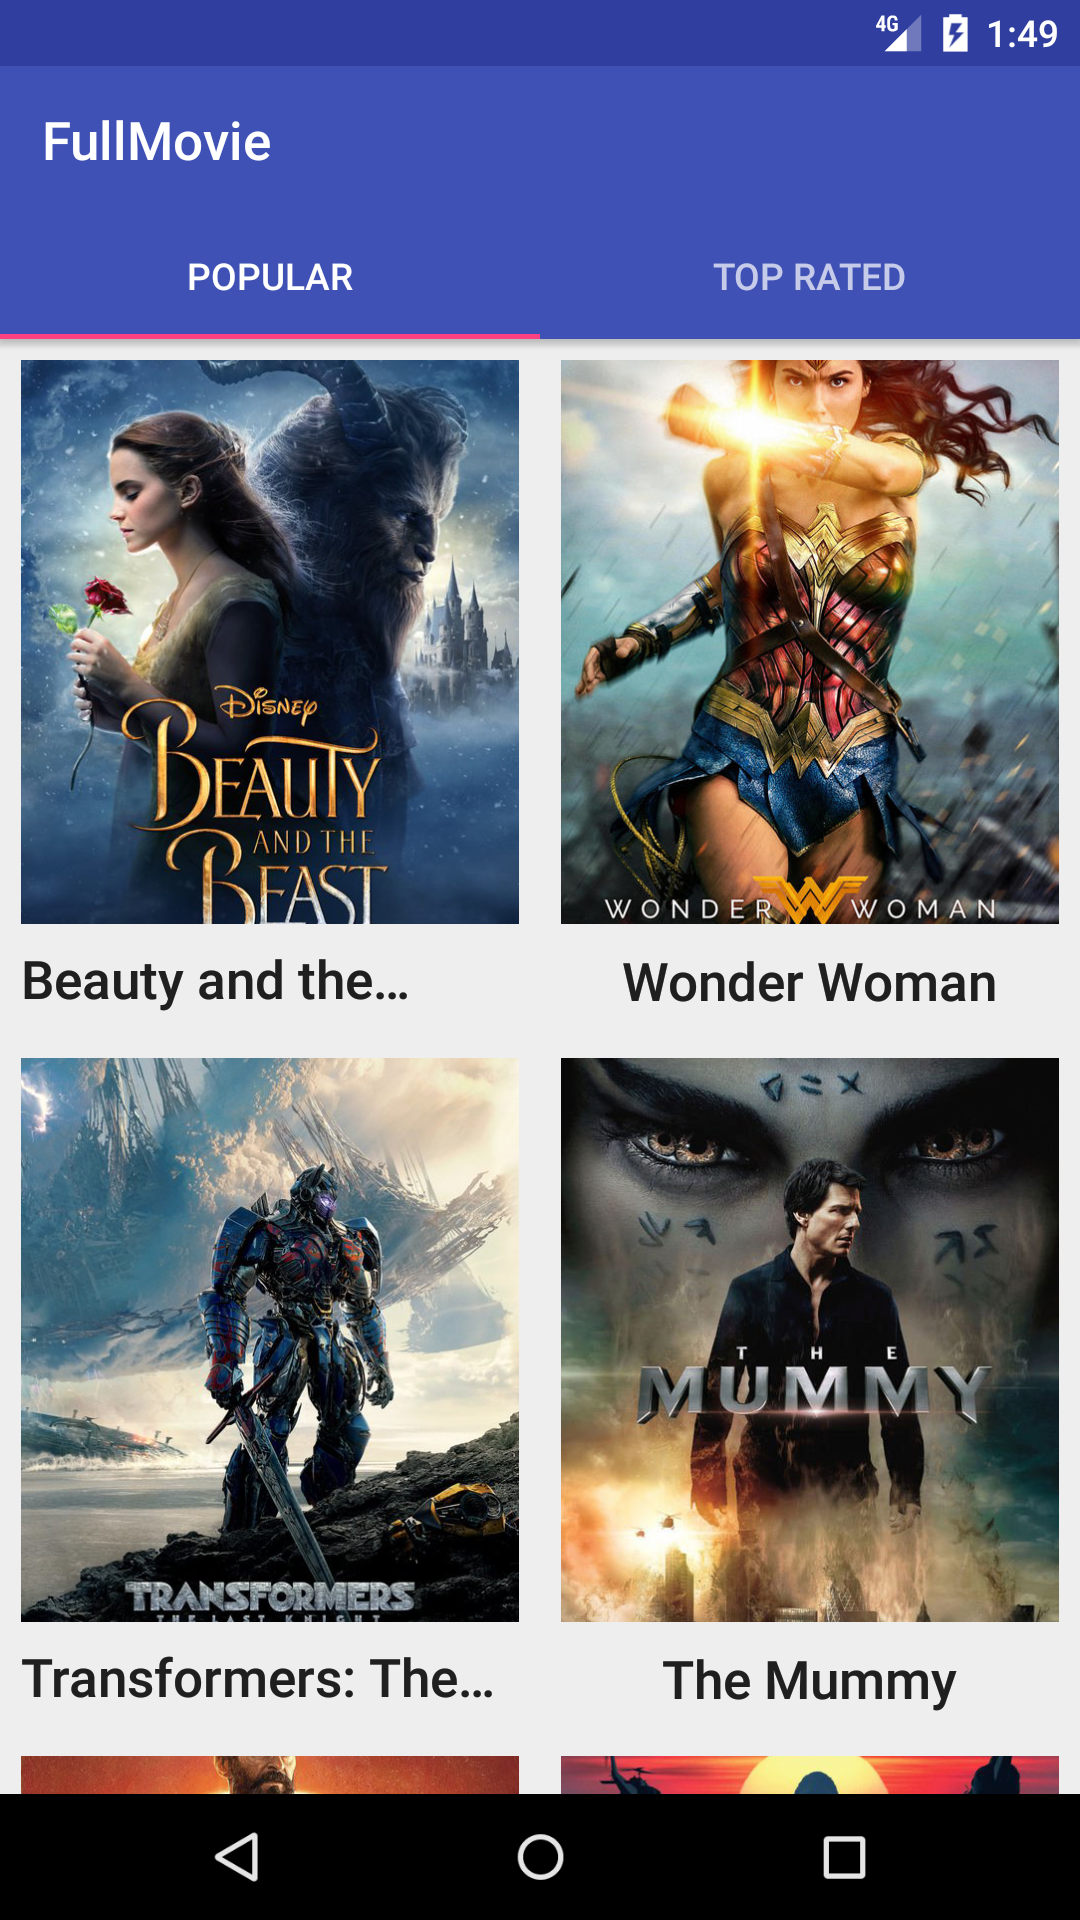 4G 1:49
FullMovie
POPULAR TOP RATED
DISNEY
BEAUTY
AND THE
BEAST
WONDER WOMAN
Beauty and the…
Wonder Woman
TRANSFORMERS
THE LAST KNIGHT
THE
MUMMY
Transformers: The…
The Mummy